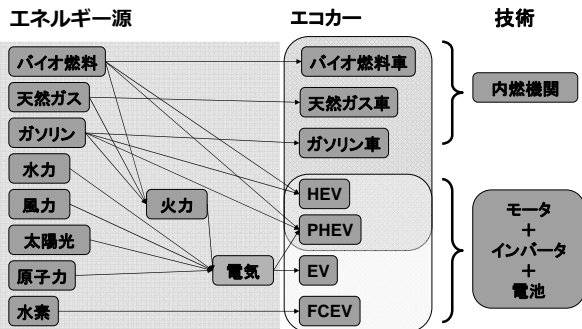 エネルギー源
エコカー
技術
バイオ燃料
天然ガス
ガソリン
水力
風力
太陽光
原子力
水素
火力
電気
バイオ燃料車
天然ガス車
ガソリン車
HEV
PHEV
EV
FCEV
内燃機関
モータ
+
インバータ
+
電池